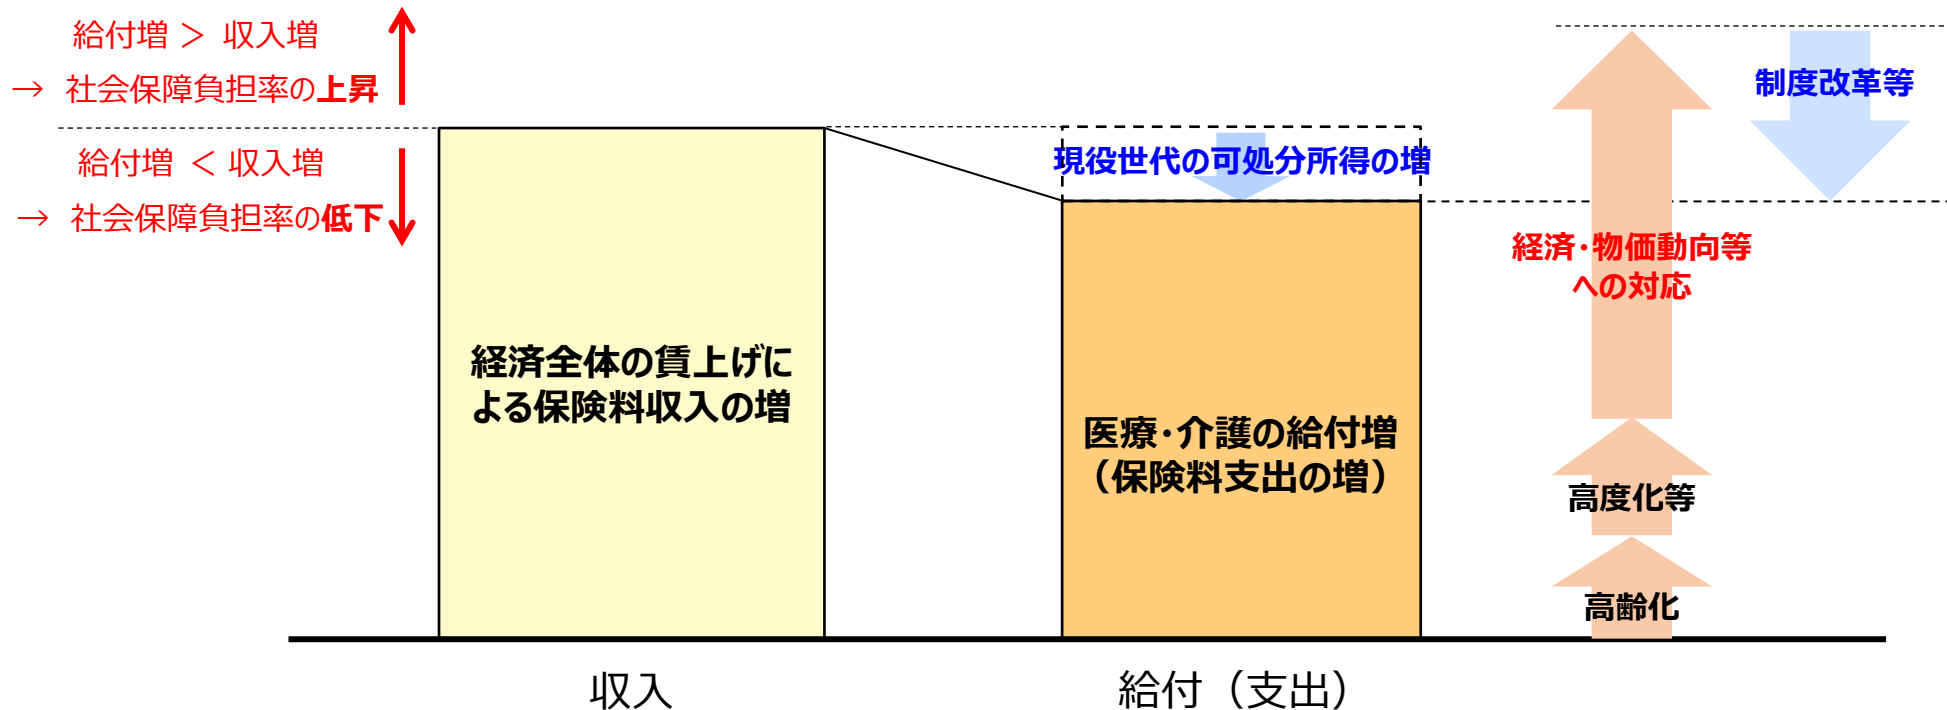 給付増 ＞ 収入増
→ 社会保障負担率の上昇
給付増 ＜ 収入増
→ 社会保障負担率の低下
経済全体の賃上げに
よる保険料収入の増
現役世代の可処分所得の増
医療・介護の給付増
（保険料支出の増）
制度改革等
経済・物価動向等
への対応
高度化等
高齢化
収入
給付（支出）